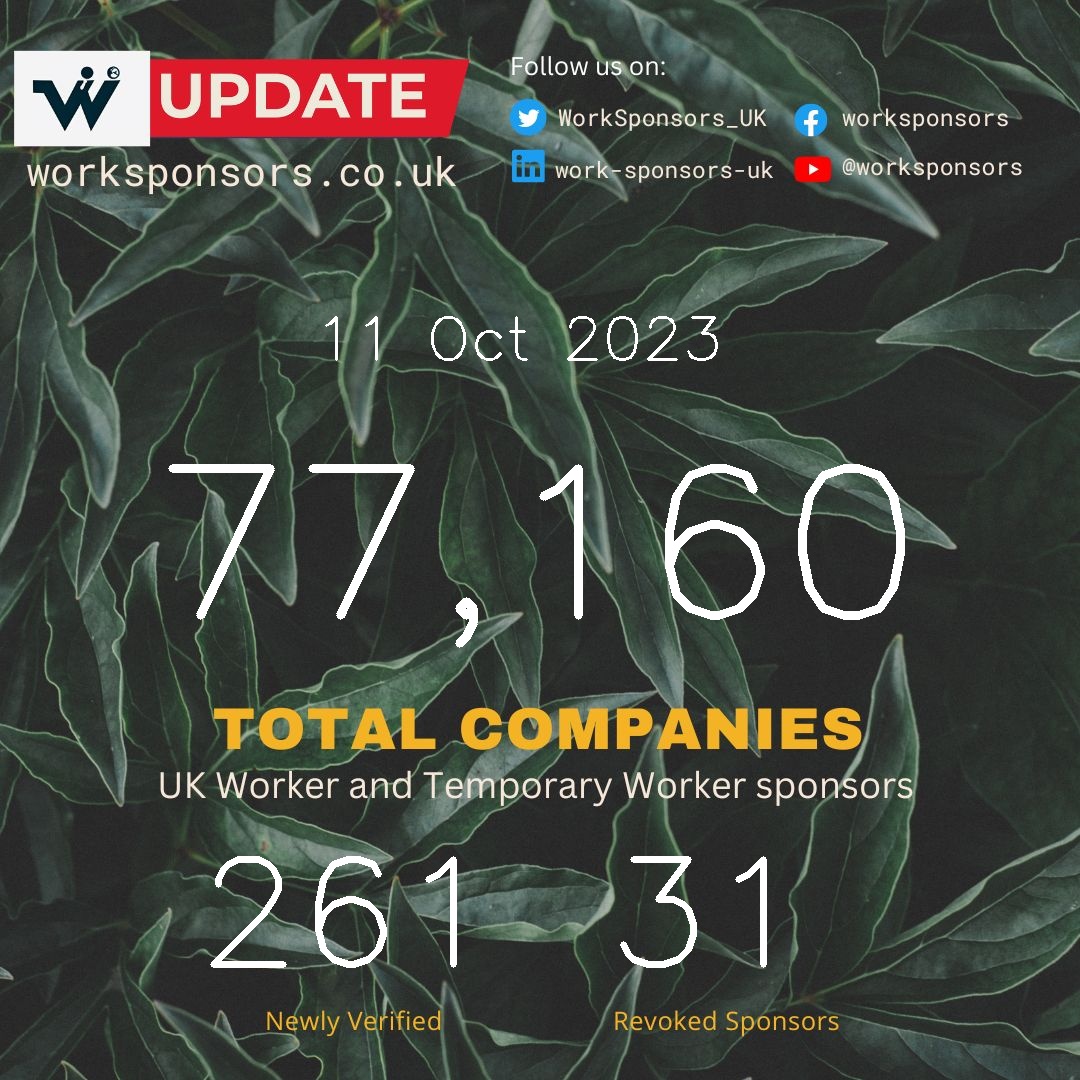 W UPDATE
worksponsors.co.uk
Follow us on:
WorkSponsors_UK worksponsors
work-sponsors-uk @worksponsors
11 Oct 2023
77,160
TOTAL COMPANIES
UK Worker and Temporary Worker sponsors
261 31
Newly Verified Revoked Sponsors